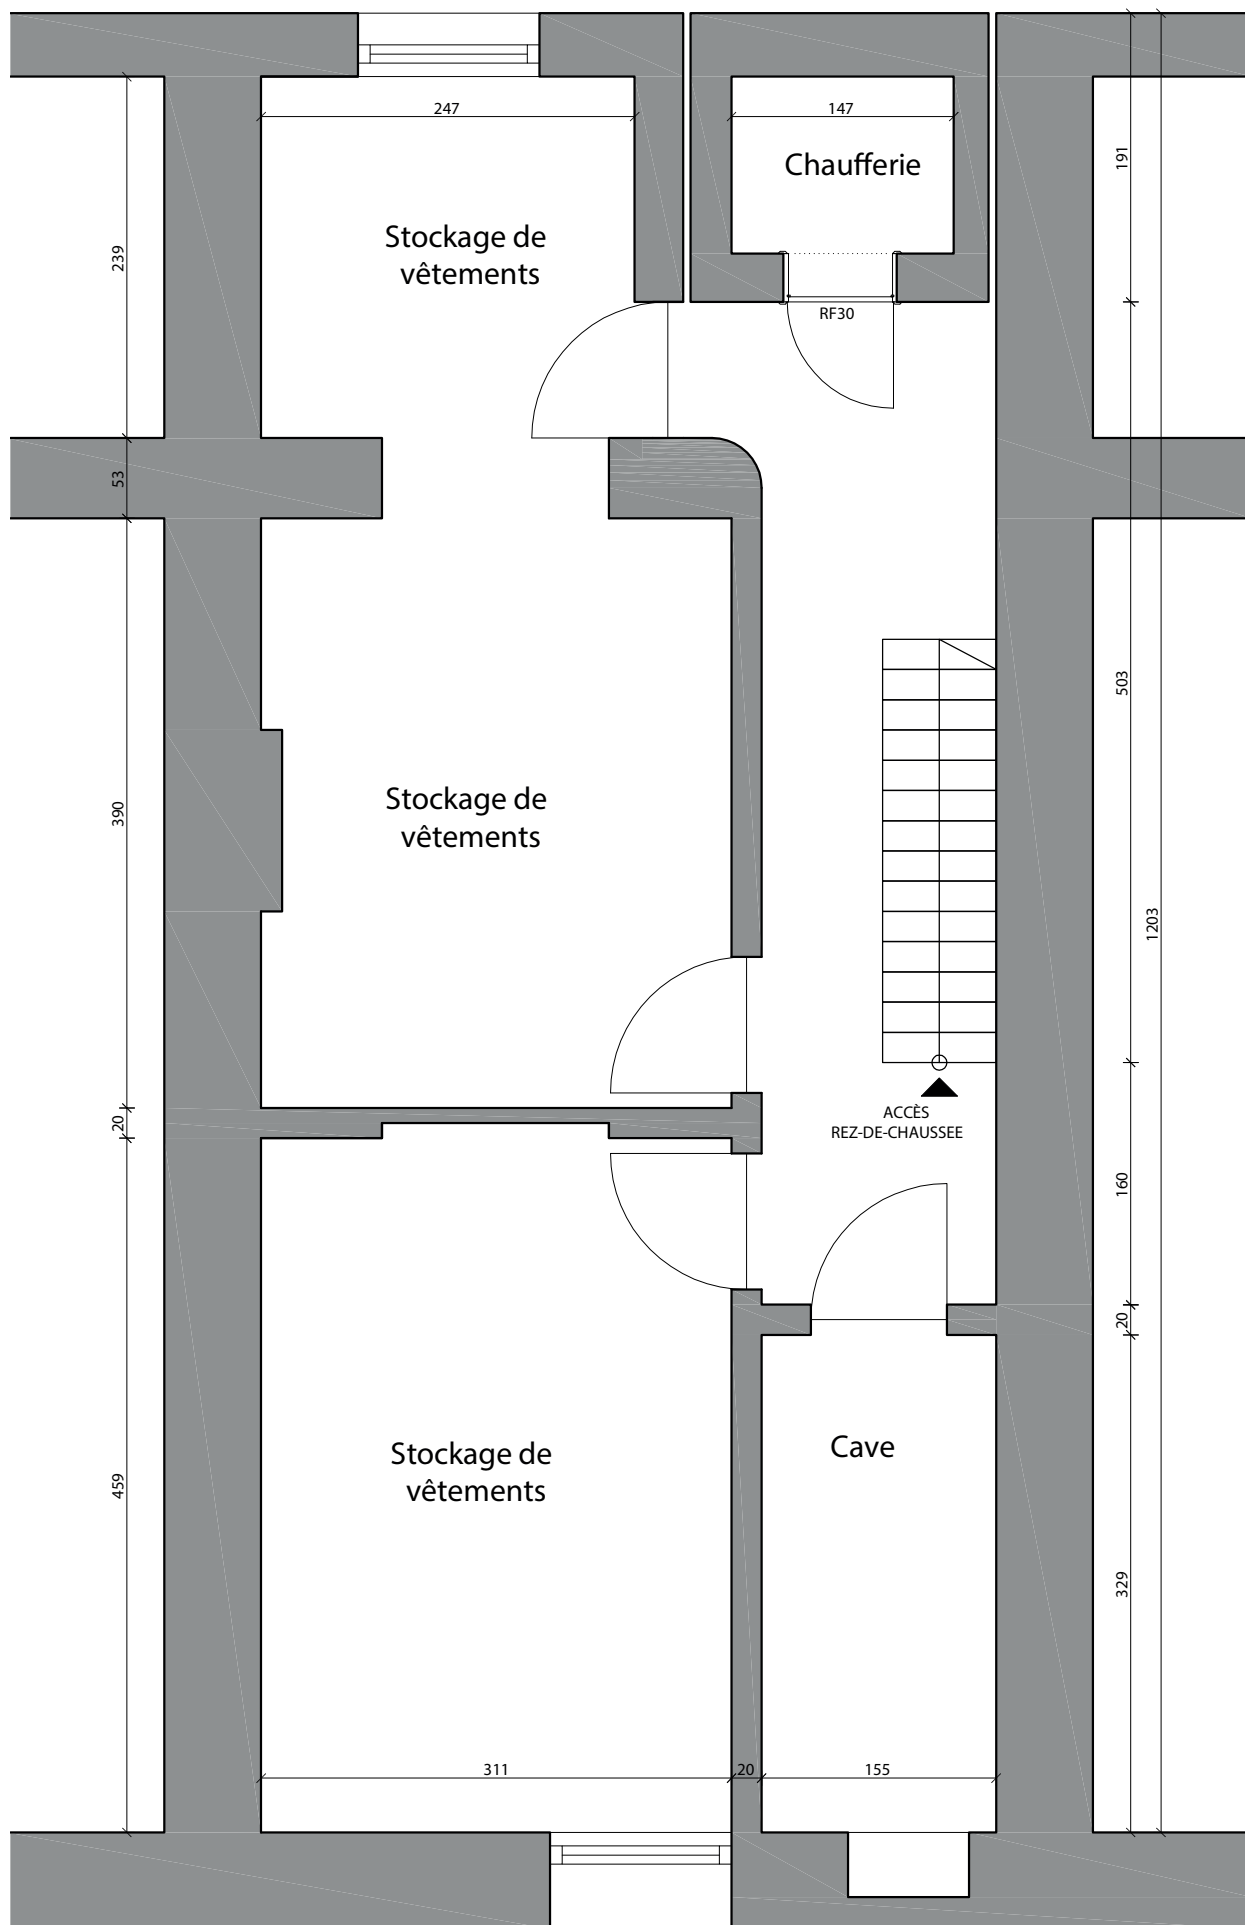 247
147
Chaufferie
191
Stockage de
vêtements
239
RF30
53
503
Stockage de
vêtements
390
1203
ACCÈS
REZ-DE-CHAUSSEE
20
160
20
Stockage de
vêtements
Cave
459
329
311
20
155